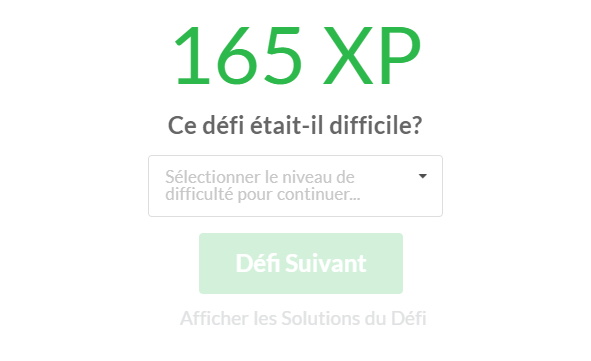 165 XP
Ce défi était-il difficile?
Sélectionner le niveau de
difficulté pour continuer...
Défi Suivant
Afficher les Solutions du Défi